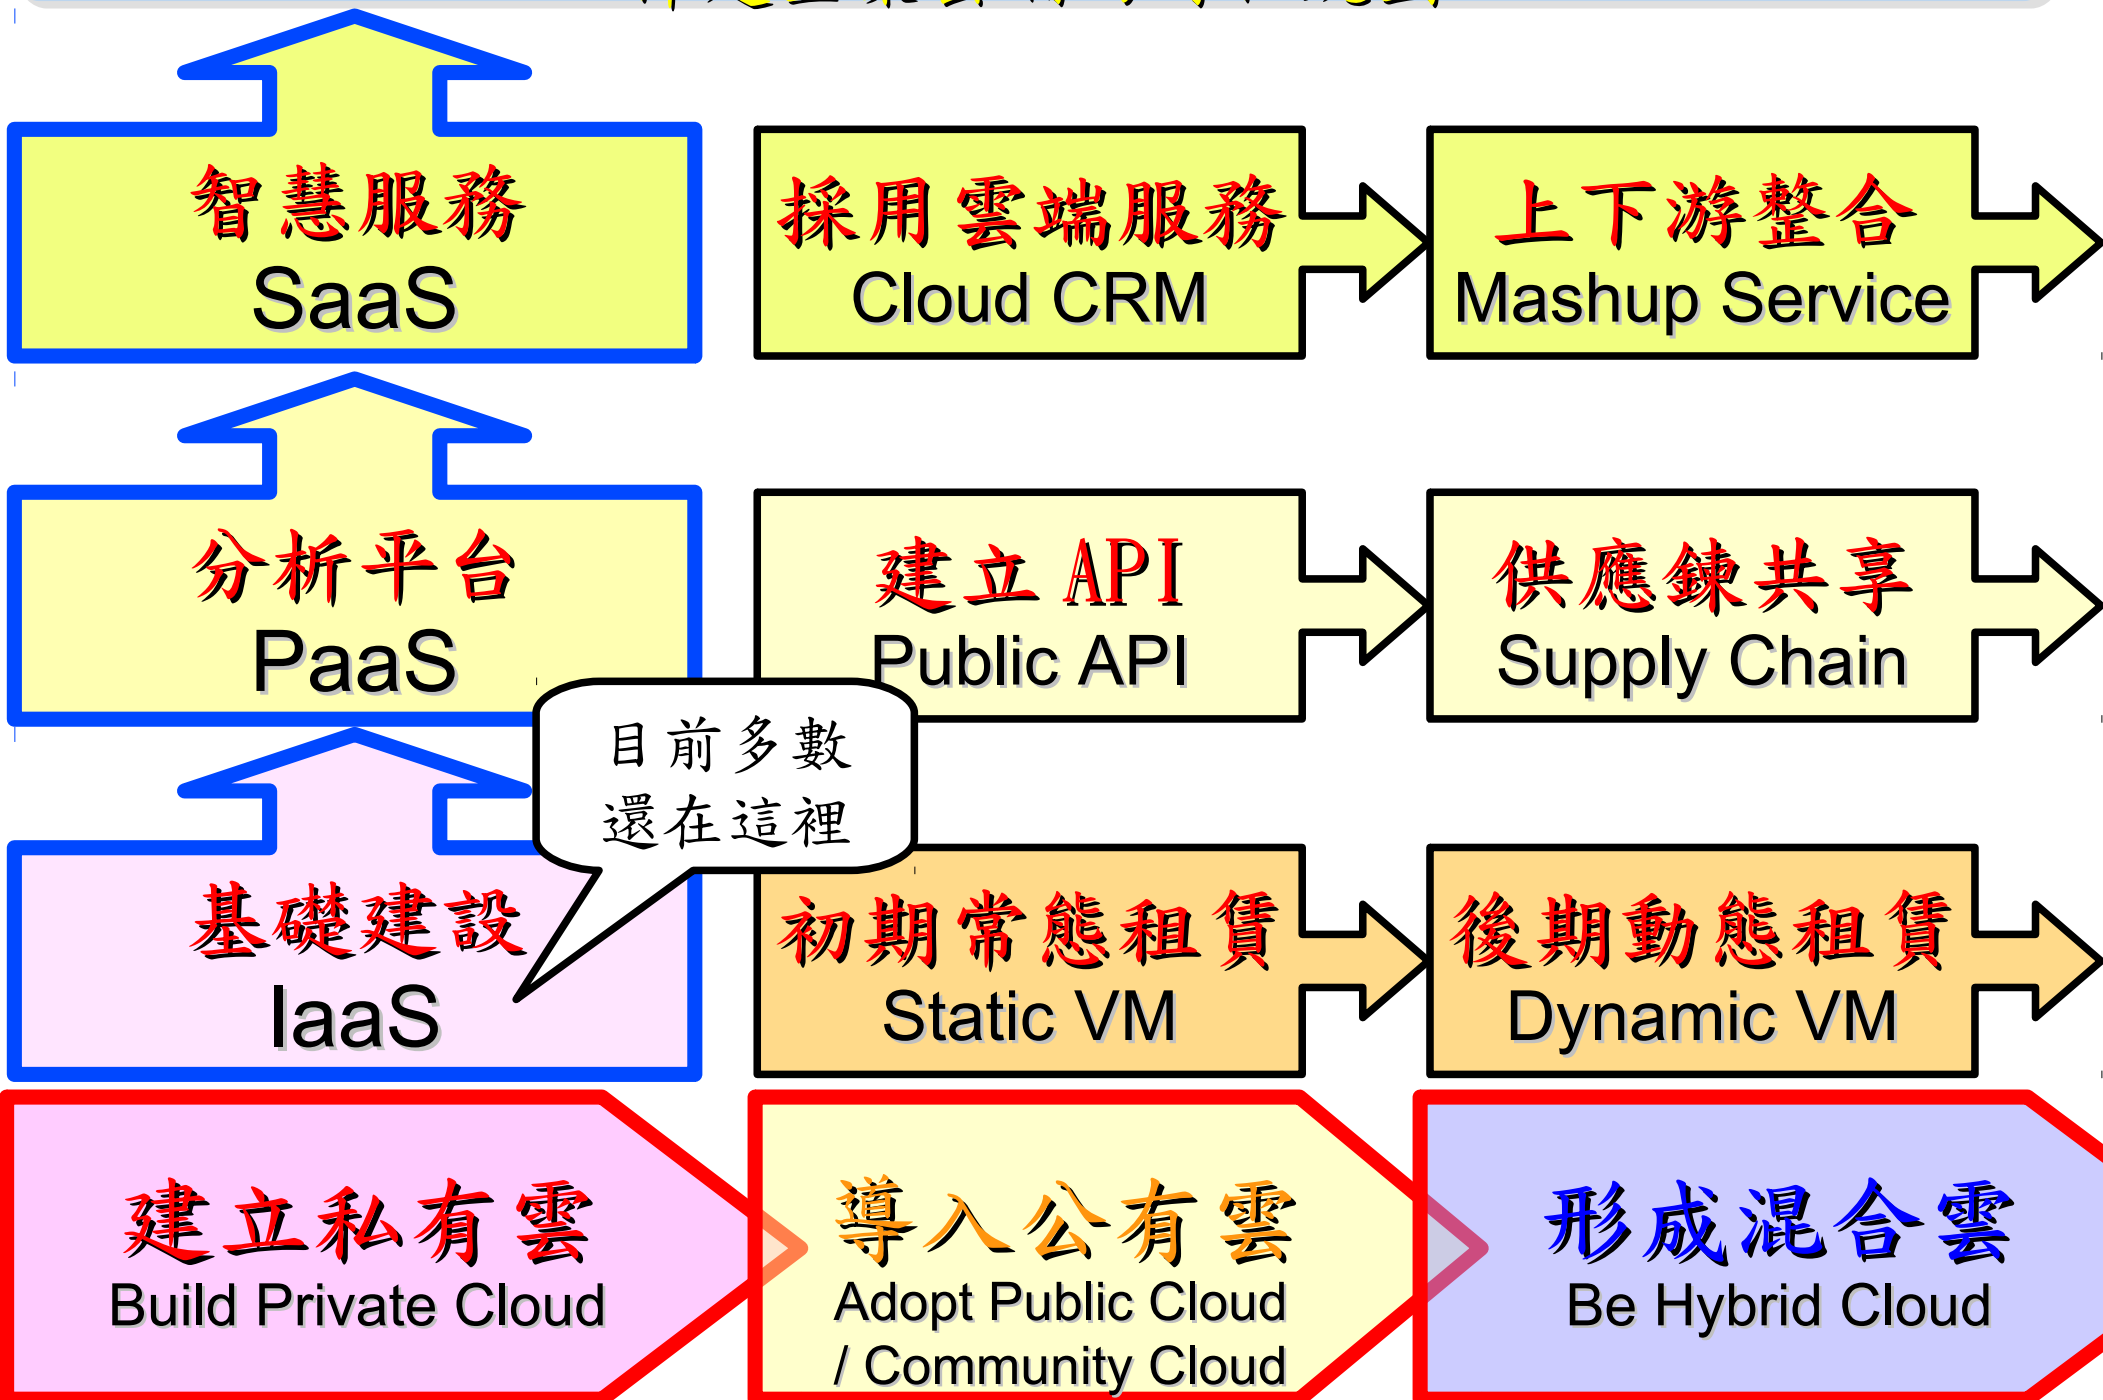 智慧服務
SaaS
採用雲端服務
Cloud CRM
上下游整合
Mashup Service
分析平台
PaaS
建立 API
Public API
供應鍊共享
Supply Chain
目前多數
還在這裡
基礎建設
IaaS
初期常態租賃
Static VM
後期動態租賃
Dynamic VM
建立私有雲
Build Private Cloud
導入公有雲
Adopt Public Cloud
/ Community Cloud
形成混合雲
Be Hybrid Cloud